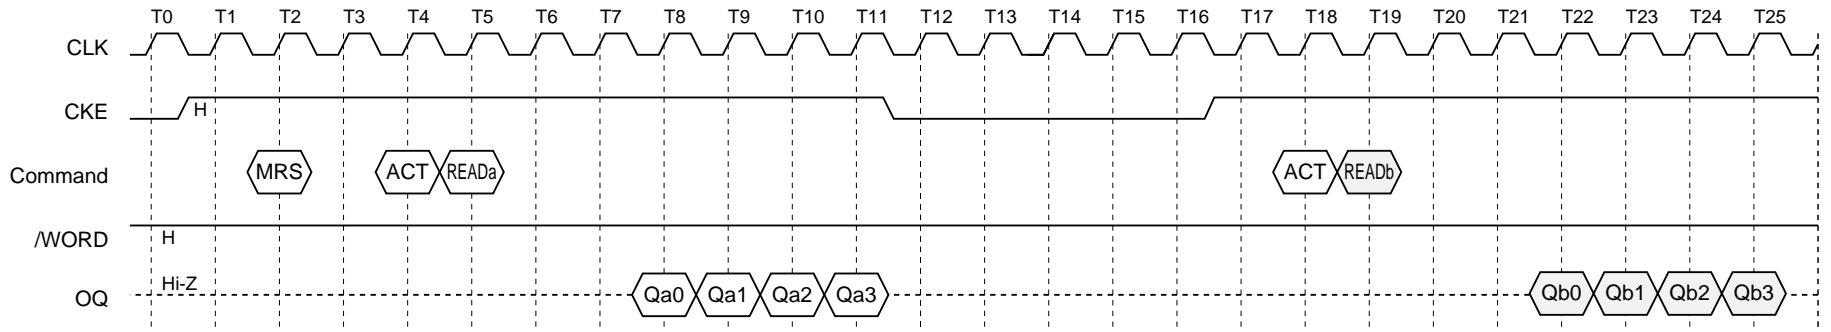 T0 T1 T2 T3 T4 T5 T6 T7 T8 T9 T10 T11 T12 T13 T14 T15 T16 T17 T18 T19 T20 T21 T22 T23 T24 T25
CLK
CKE H
Command MRS ACT READa ACT READb
/WORD H
OQ Hi-Z Qa0 Qa1 Qa2 Qa3 Qb0 Qb1 Qb2 Qb3